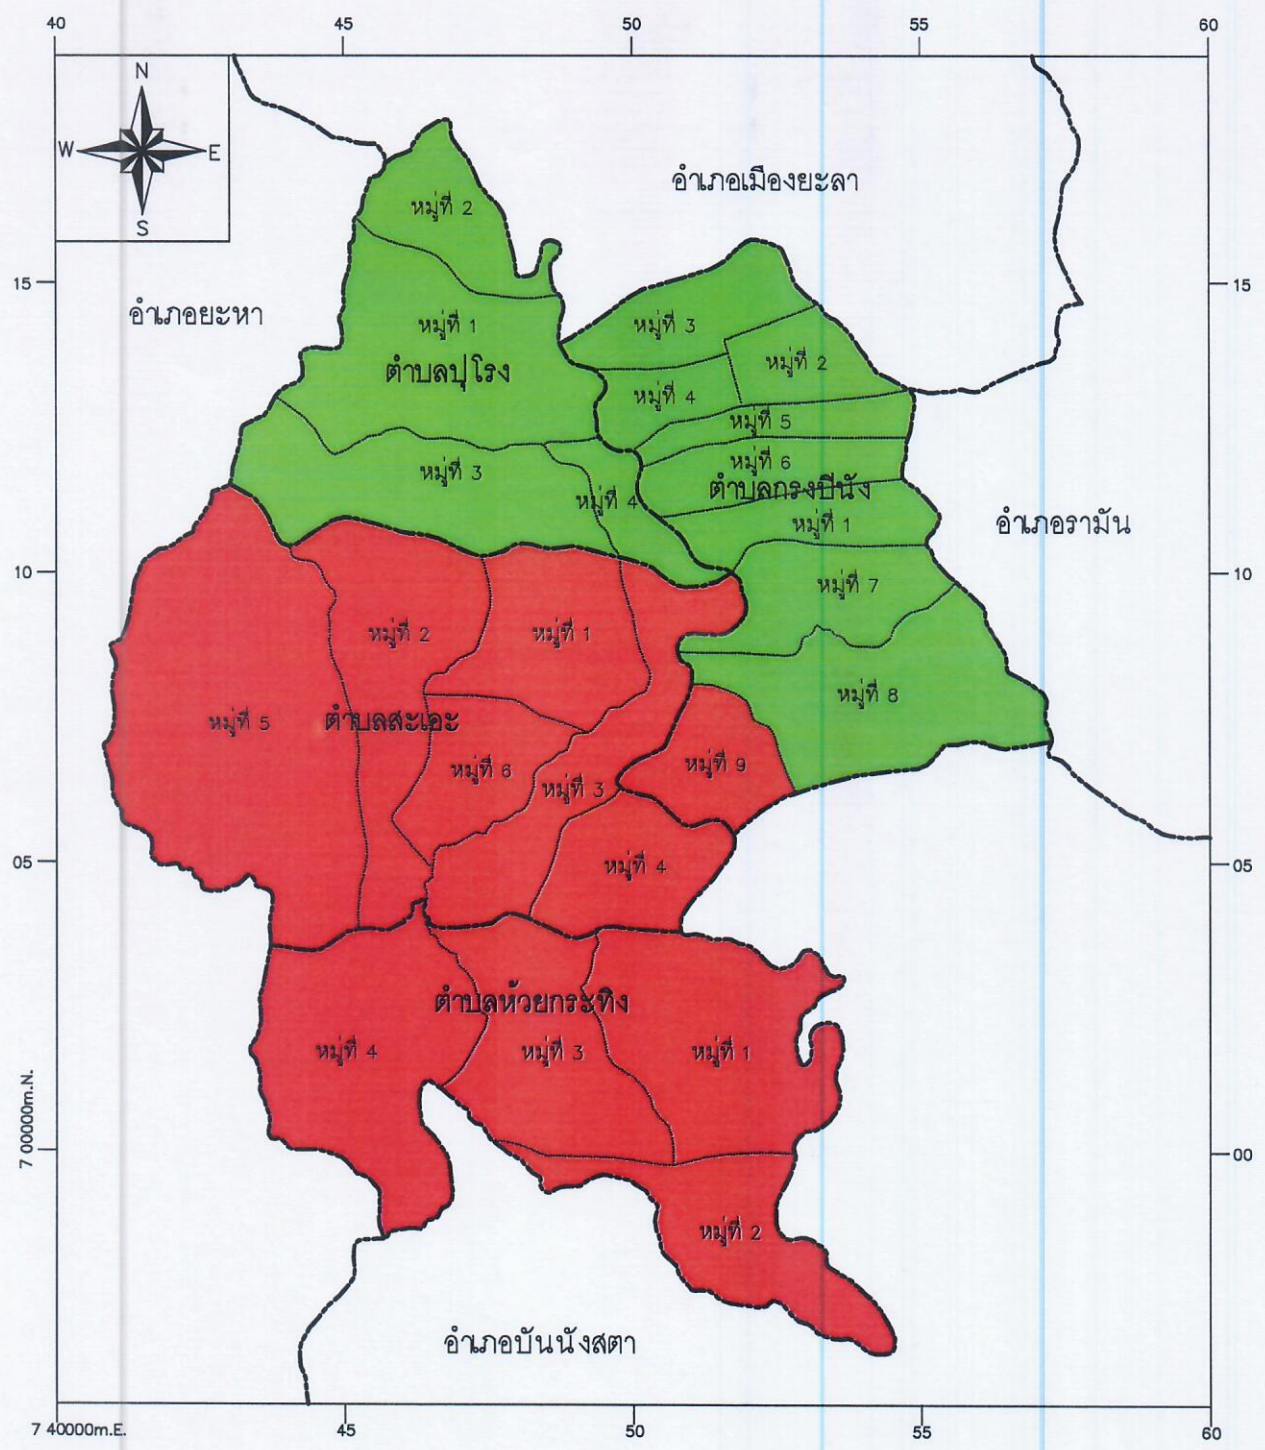 40 45 50 55 60
N
W E
S
อำเภอเมืองยะลา
หมู่ที่ 2
15 15
อำเภอยะหา
หมู่ที่ 1
หมู่ที่ 3
ตำบลปุโรง
หมู่ที่ 2
หมู่ที่ 4
หมู่ที่ 5
หมู่ที่ 3
หมู่ที่ 6
ตำบลกรงปินัง
หมู่ที่ 4
หมู่ที่ 1
อำเภอรามัน
10 10
หมู่ที่ 7
หมู่ที่ 2
หมู่ที่ 1
หมู่ที่ 8
หมู่ที่ 5
ตำบลสะเอะ
หมู่ที่ 6
หมู่ที่ 9
หมู่ที่ 3
05 05
หมู่ที่ 4
ตำบลห้วยกระทิง
หมู่ที่ 4
หมู่ที่ 3
หมู่ที่ 1
7 00000m.N.
00
หมู่ที่ 2
อำเภอบันนังสตา
7 40000m.E. 45 50 55 60